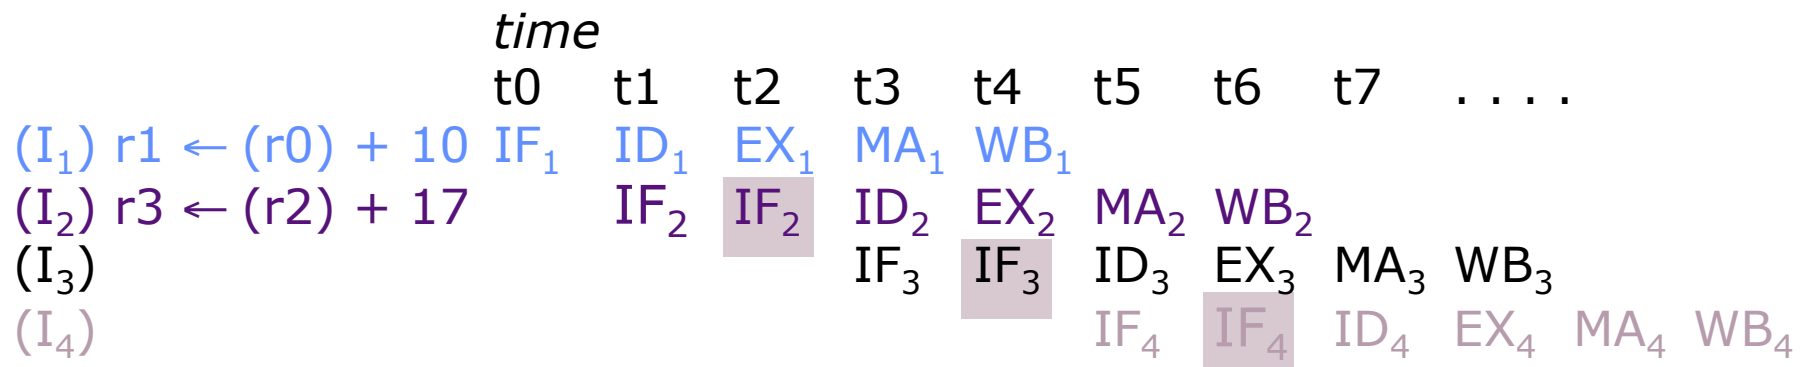 time
t0 t1 t2 t3 t4 t5 t6 t7 . . . .
(I₁) r1 ← (r0) + 10 IF₁ ID₁ EX₁ MA₁ WB₁
(I₂) r3 ← (r2) + 17 IF₂ IF₂ ID₂ EX₂ MA₂ WB₂
(I₃) IF₃ IF₃ ID₃ EX₃ MA₃ WB₃
(I₄) IF₄ IF₄ ID₄ EX₄ MA₄ WB₄